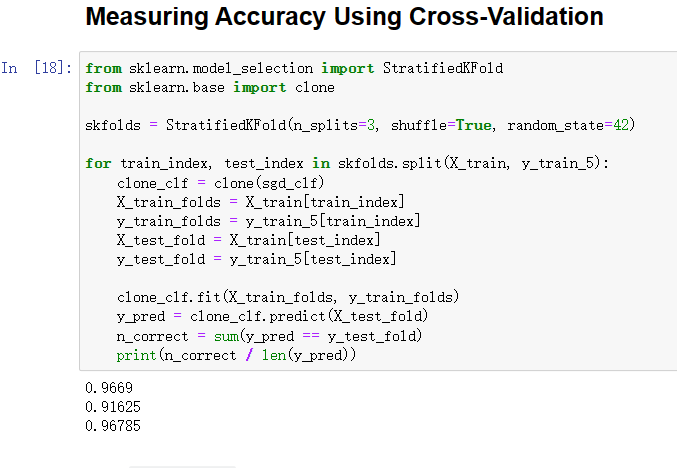 Measuring Accuracy Using Cross-Validation
In [18]: from sklearn.model_selection import StratifiedKFold
from sklearn.base import clone
skfolds = StratifiedKFold(n_splits=3, shuffle=True, random_state=42)
for train_index, test_index in skfolds.split(X_train, y_train_5):
    clone_clf = clone(sgd_clf)
    X_train_folds = X_train[train_index]
    y_train_folds = y_train_5[train_index]
    X_test_fold = X_train[test_index]
    y_test_fold = y_train_5[test_index]
    clone_clf.fit(X_train_folds, y_train_folds)
    y_pred = clone_clf.predict(X_test_fold)
    n_correct = sum(y_pred == y_test_fold)
    print(n_correct / len(y_pred))
0.9669
0.91625
0.96785